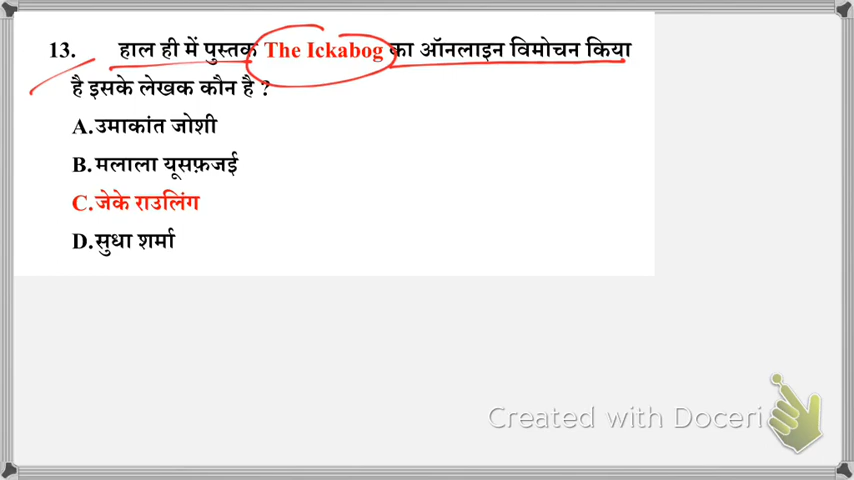 13. हाल ही में पुस्तक The Ickabog का ऑनलाइन विमोचन किया
है इसके लेखक कौन है ?
A.उमाकांत जोशी
B.मलाला यूसफ़जई
C.जेके राउलिंग
D.सुधा शर्मा
Created with Doceri